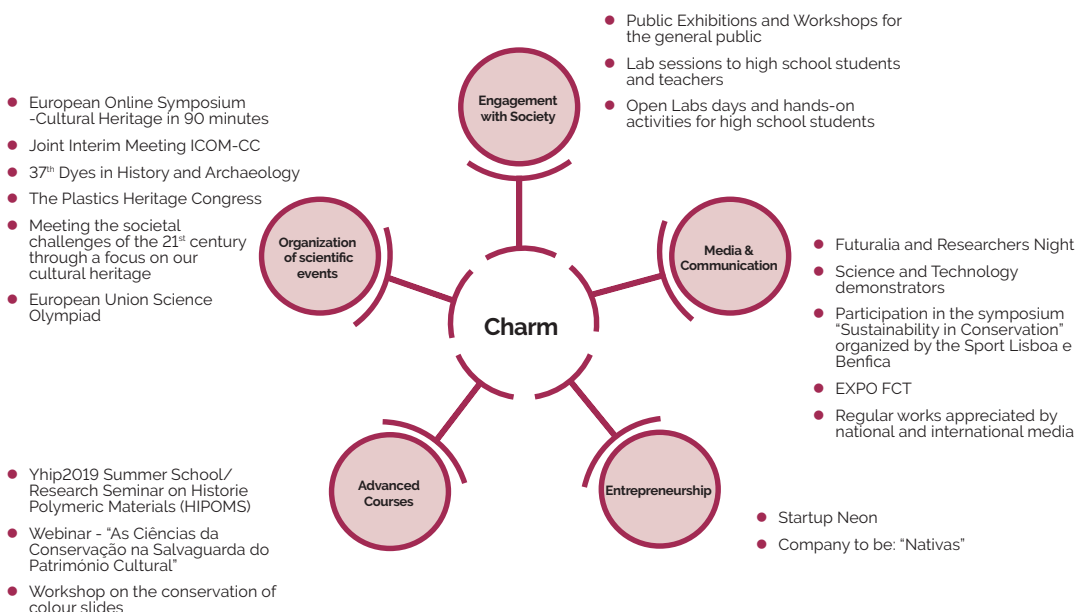 Public Exhibitions and Workshops for
the general public
Lab sessions to high school students
and teachers
Open Labs days and hands-on
activities for high school students
Engagement
with Society
European Online Symposium
-Cultural Heritage in 90 minutes
Joint Interim Meeting ICOM-CC
37th Dyes in History and Archaeology
The Plastics Heritage Congress
Meeting the societal
challenges of the 21st century
through a focus on our
cultural heritage
European Union Science
Olympiad
Organization
of scientific
events
Media &
Communication
Futuralia and Researchers Night
Science and Technology
demonstrators
Participation in the symposium
“Sustainability in Conservation”
organized by the Sport Lisboa e
Benfica
EXPO FCT
Regular works appreciated by
national and international media
Charm
Advanced
Courses
Yhip2019 Summer School/
Research Seminar on Historie
Polymeric Materials (HIPOMS)
Webinar - “As Ciências da
Conservação na Salvaguarda do
Património Cultural”
Workshop on the conservation of
colour slides
Entrepreneurship
Startup Neon
Company to be: “Nativas”